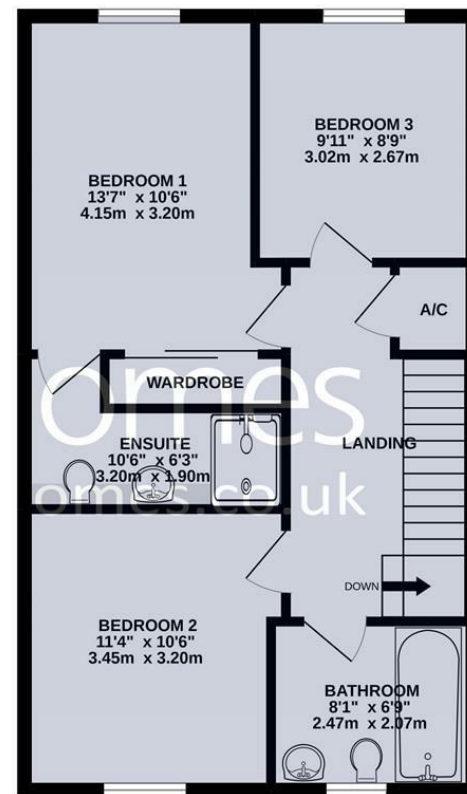 BEDROOM 1
13'7" x 10'6"
4.15m x 3.20m
BEDROOM 3
9'11" x 8'9"
3.02m x 2.67m
A/C
WARDROBE
omes
ENSUITE
10'6" x 6'3"
3.20m x 1.90m
LANDING
omes.co.uk
DOWN
BEDROOM 2
11'4" x 10'6"
3.45m x 3.20m
BATHROOM
8'1" x 6'9"
2.47m x 2.07m